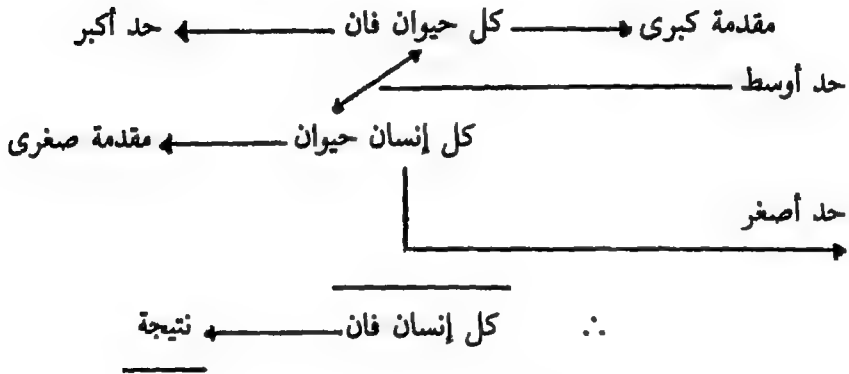 مقدمة كبرى كل حيوان فان حد أكبر
حد أوسط
كل إنسان حيوان مقدمة صغرى
حد أصغر
∴ كل إنسان فان نتيجة